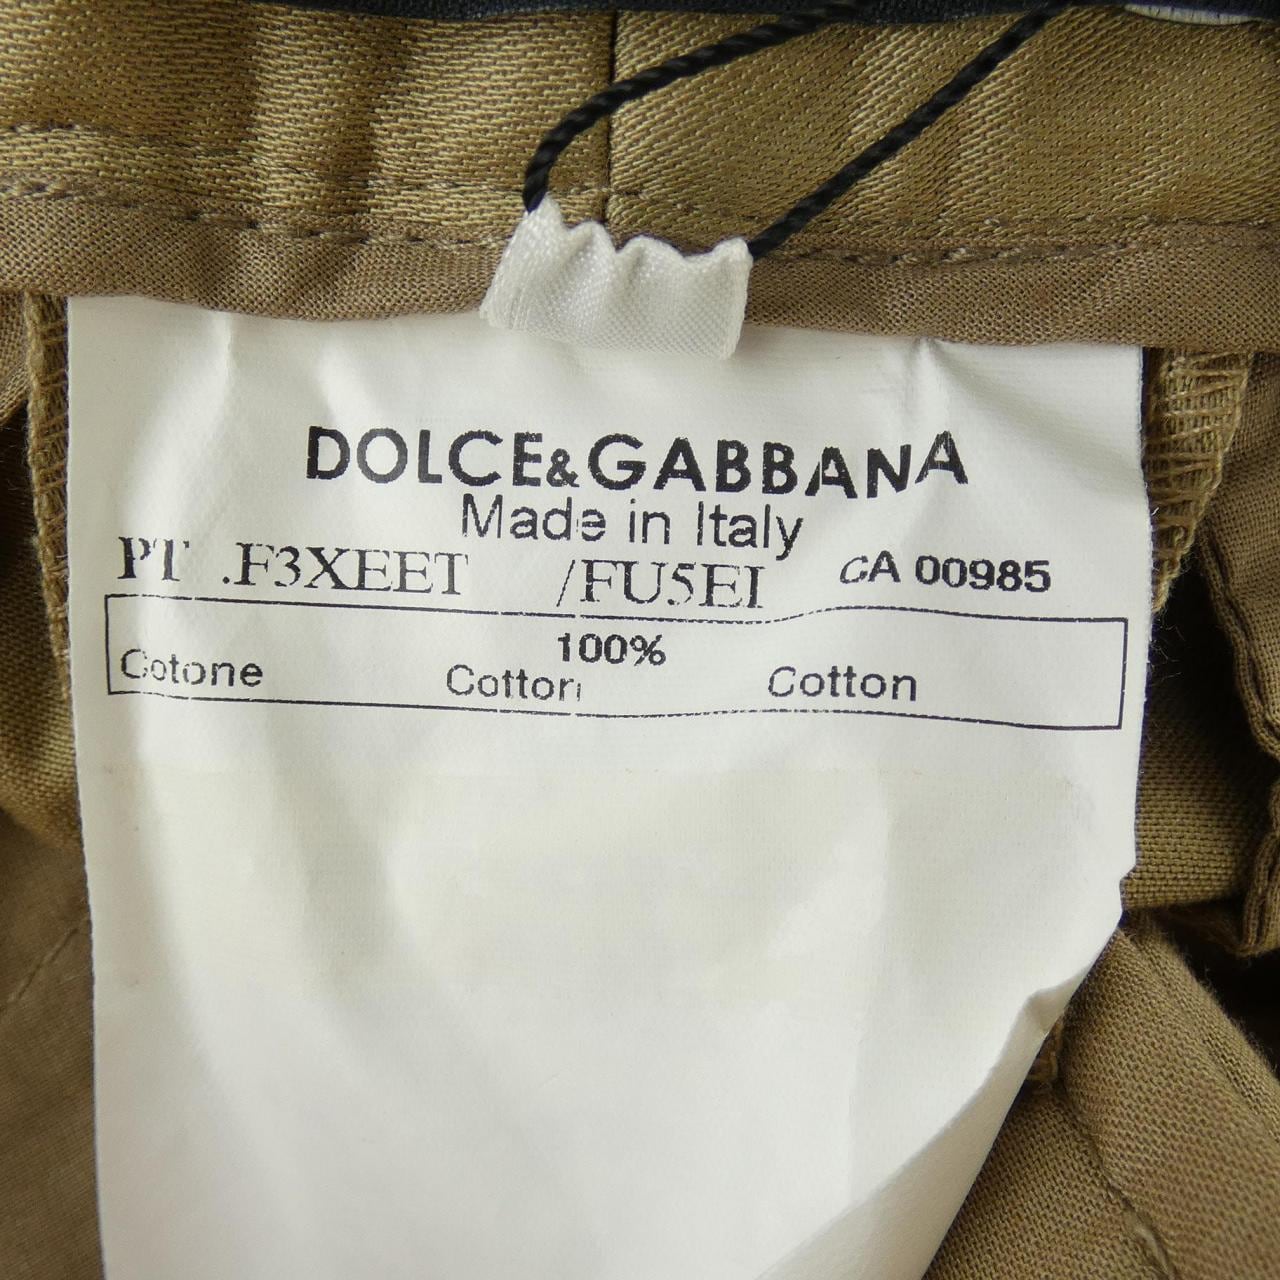 DOLCE&GABBANA
Made in Italy
PT .F3XEET /FU5EI CA 00985
100%
Cotone Cotton Cotton